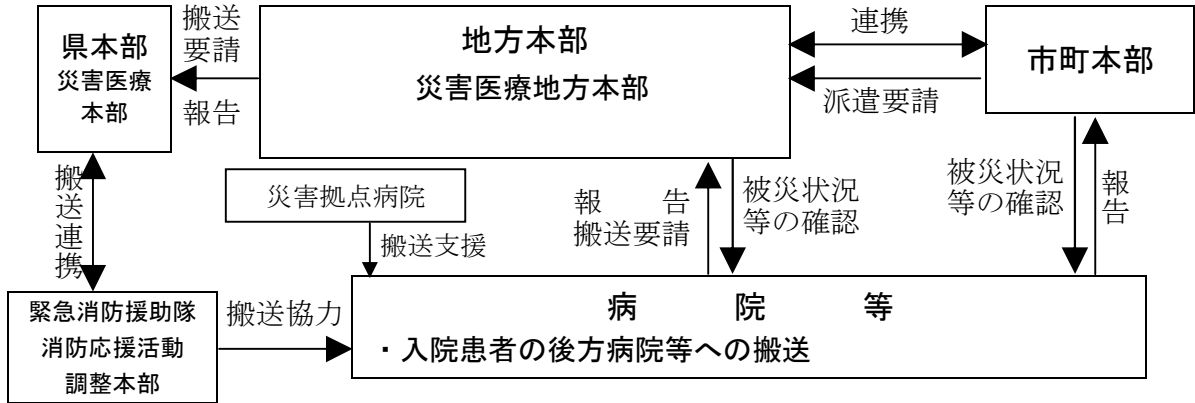 県本部
災害医療
本部
搬送
要請
報告
地方本部
災害医療地方本部
連携
派遣要請
市町本部
搬送連携
災害拠点病院
搬送支援
報　　告
搬送要請
被災状況
等の確認
被災状況
等の確認
報告
緊急消防援助隊
消防応援活動
調整本部
搬送協力
病　　院　　等
・入院患者の後方病院等への搬送